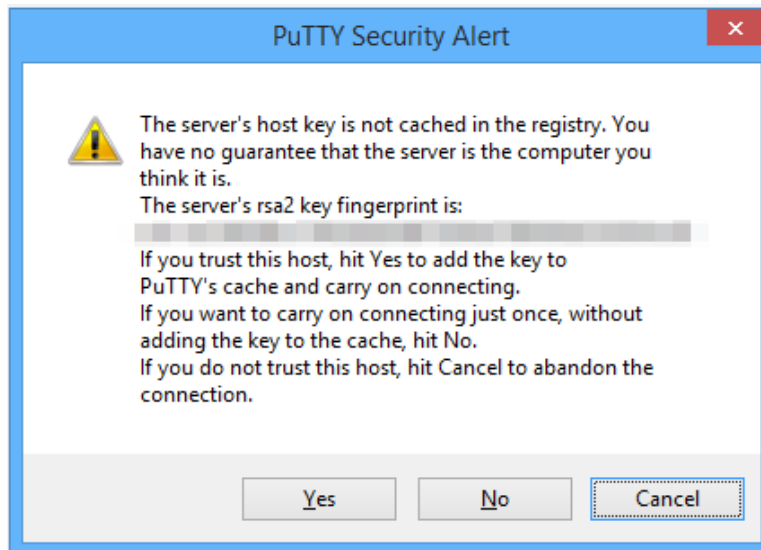 PuTTY Security Alert
The server's host key is not cached in the registry. You
have no guarantee that the server is the computer you
think it is.
The server's rsa2 key fingerprint is:
If you trust this host, hit Yes to add the key to
PuTTY's cache and carry on connecting.
If you want to carry on connecting just once, without
adding the key to the cache, hit No.
If you do not trust this host, hit Cancel to abandon the
connection.
Yes No Cancel